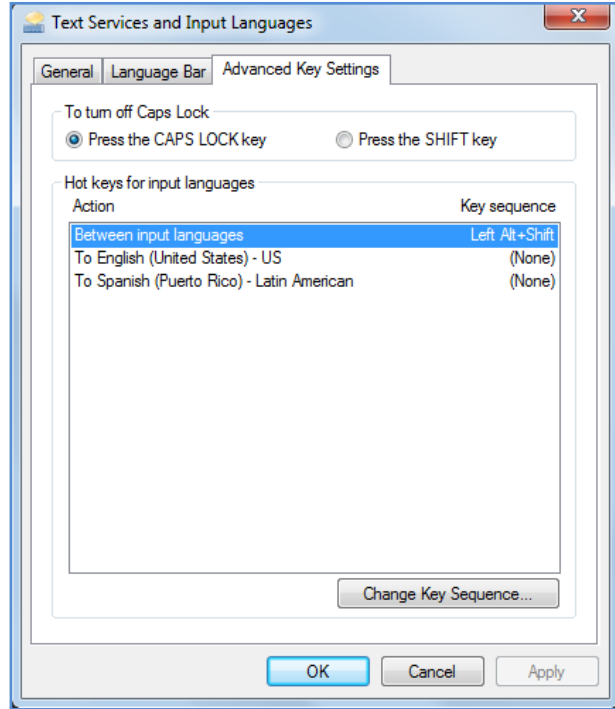 Text Services and Input Languages
General Language Bar Advanced Key Settings
To turn off Caps Lock
Press the CAPS LOCK key Press the SHIFT key
Hot keys for input languages
Action Key sequence
Between input languages Left Alt+Shift
To English (United States) - US (None)
To Spanish (Puerto Rico) - Latin American (None)
Change Key Sequence...
OK Cancel Apply